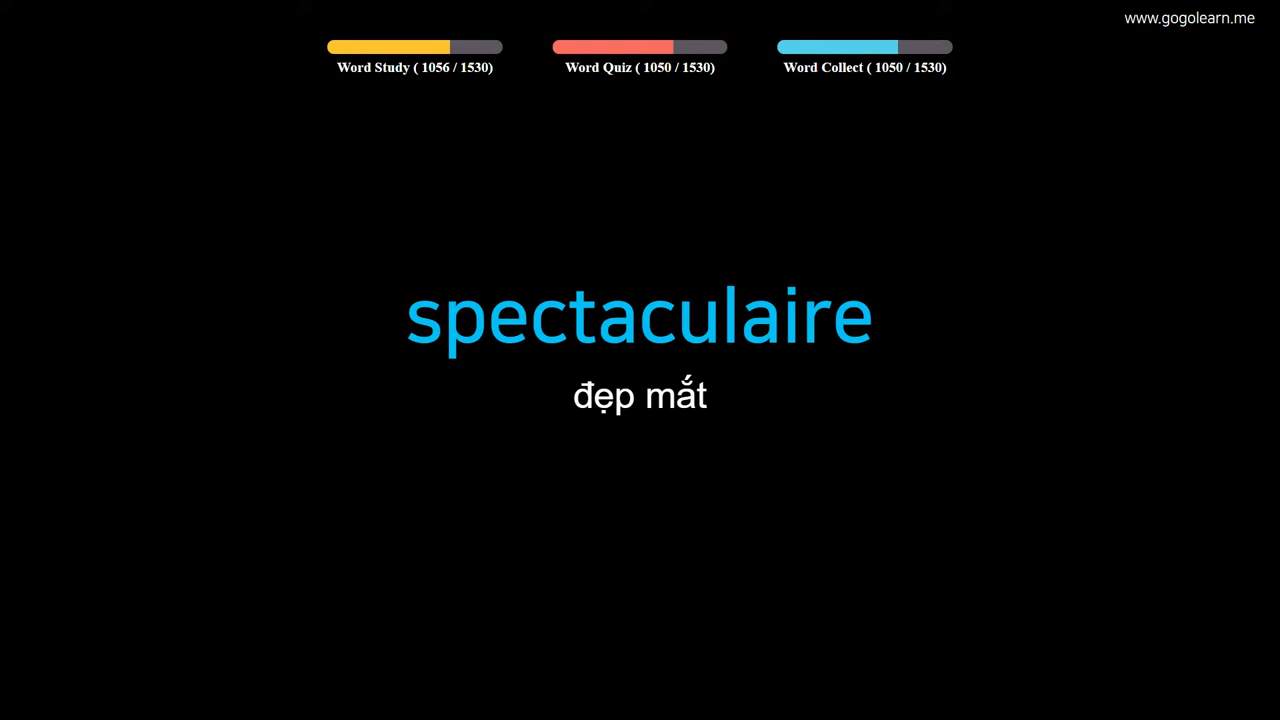 www.gogolearn.me
Word Study ( 1056 / 1530)
Word Quiz ( 1050 / 1530)
Word Collect ( 1050 / 1530)
spectaculaire
đẹp mắt